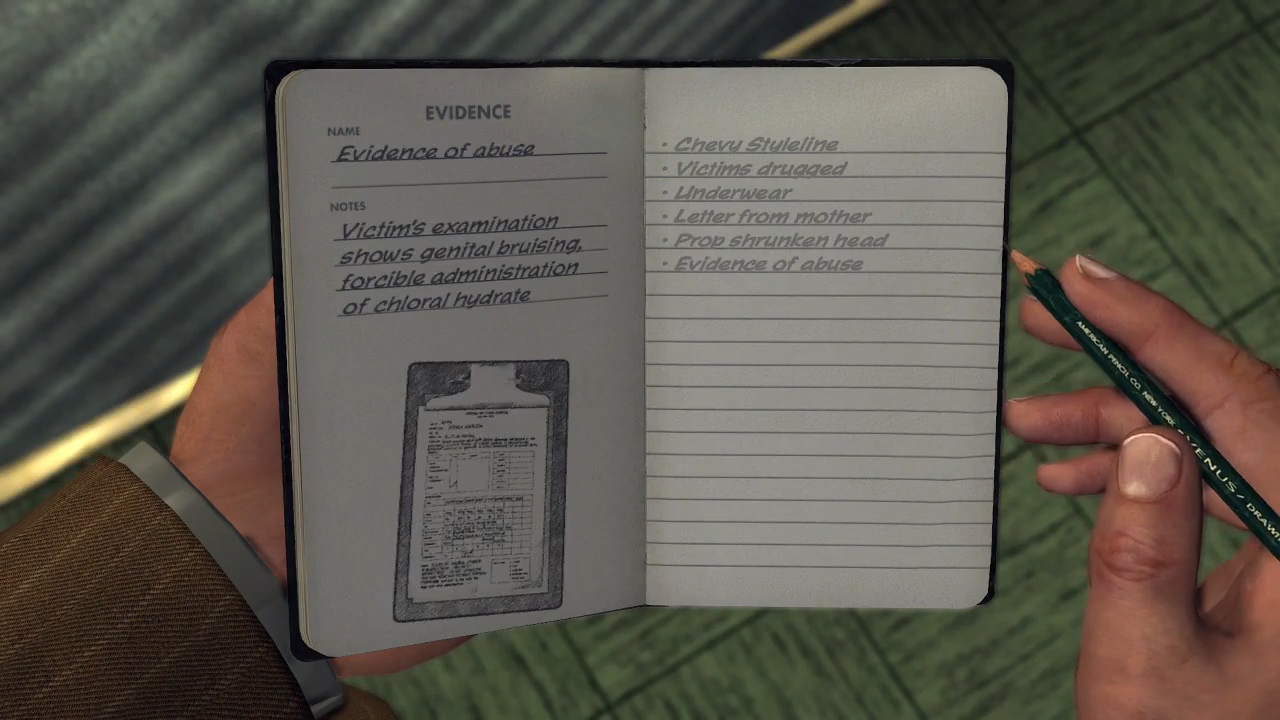 EVIDENCE
NAME
Evidence of abuse
NOTES
Victim's examination
shows genital bruising,
forcible administration
of chloral hydrate
• Chevy Styleline
• Victims drugged
• Underwear
• Letter from mother
• Prop shrunken head
• Evidence of abuse
AMERICAN PENCIL CO. NEW YORK VENUS/ DRAW